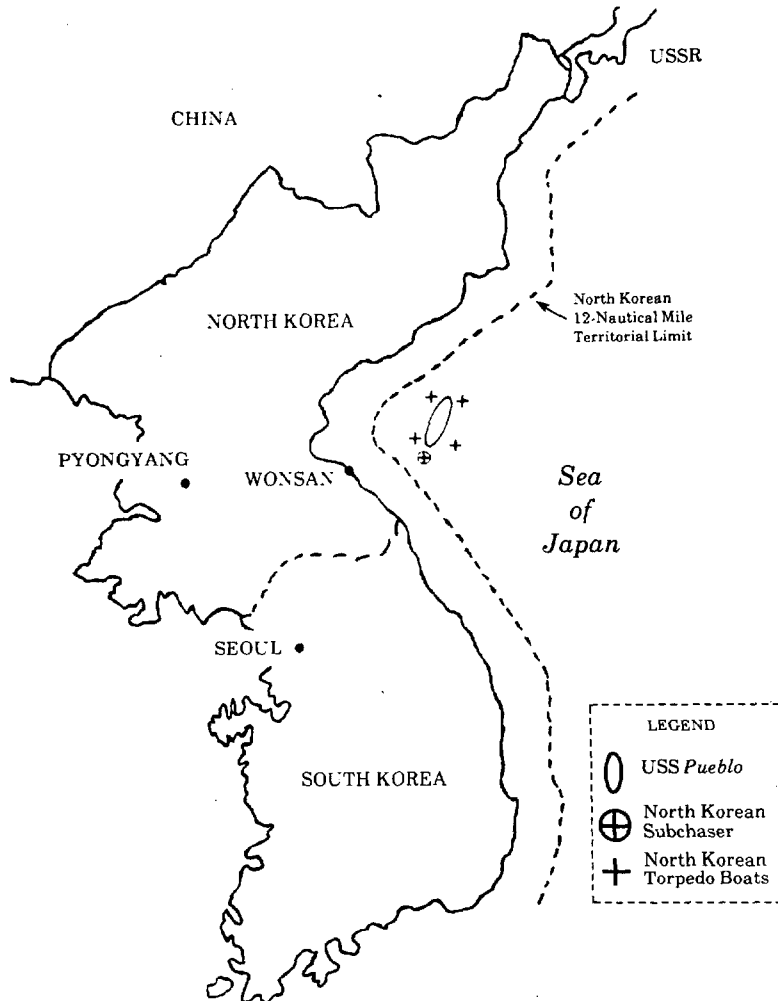 USSR
CHINA
North Korean
12-Nautical Mile
Territorial Limit
NORTH KOREA
PYONGYANG
WONSAN
Sea
of
Japan
SEOUL
LEGEND
USS Pueblo
North Korean
Subchaser
North Korean
Torpedo Boats
SOUTH KOREA